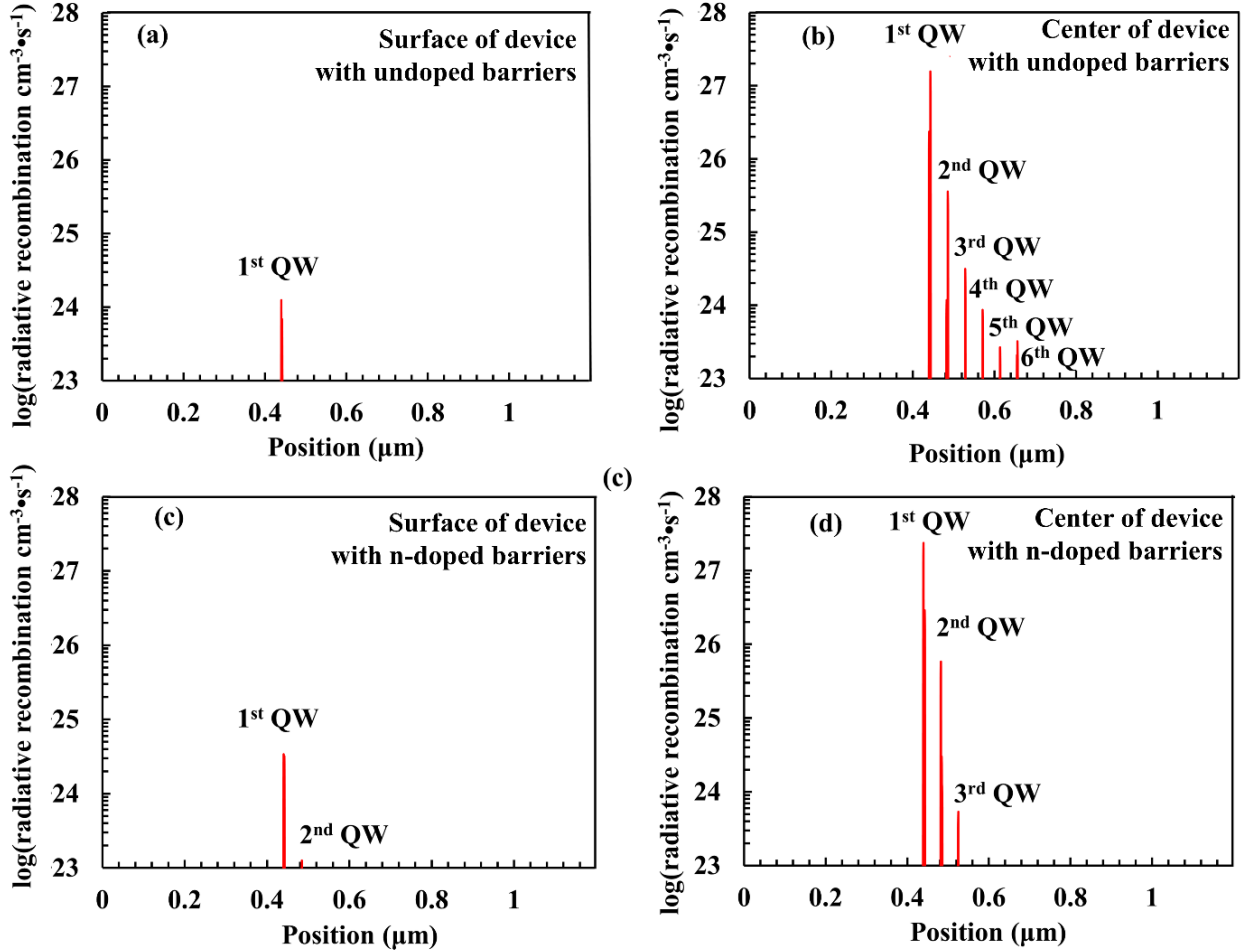 (a)
Surface of device
with undoped barriers
log(radiative recombination cm⁻³•s⁻¹)
28
27
26
25
24
23
1ˢᵗ QW
0 0.2 0.4 0.6 0.8 1
Position (µm)
(b)
1ˢᵗ QW
Center of device
with undoped barriers
log(radiative recombination cm⁻³•s⁻¹)
28
27
26
25
24
23
2ⁿᵈ QW
3ʳᵈ QW
4ᵗʰ QW
5ᵗʰ QW
6ᵗʰ QW
0 0.2 0.4 0.6 0.8 1
Position (µm)
(c)
(c)
Surface of device
with n-doped barriers
log(radiative recombination cm⁻³•s⁻¹)
28
27
26
25
24
23
1ˢᵗ QW
2ⁿᵈ QW
0 0.2 0.4 0.6 0.8 1
Position (µm)
(d)
1ˢᵗ QW
Center of device
with n-doped barriers
log(radiative recombination cm⁻³•s⁻¹)
28
27
26
25
24
23
2ⁿᵈ QW
3ʳᵈ QW
0 0.2 0.4 0.6 0.8 1
Position (µm)